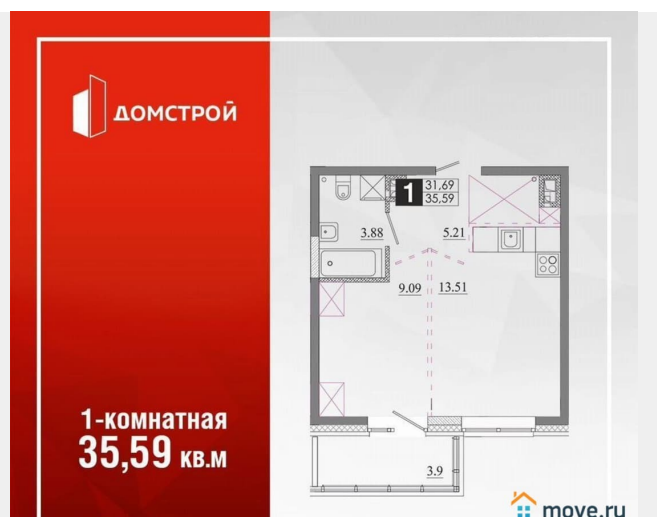 ДОМСТРОЙ
1 31,69
35,59
3.88 5.21
9.09 13.51
1-комнатная
35,59 кв.м
3.9
move.ru